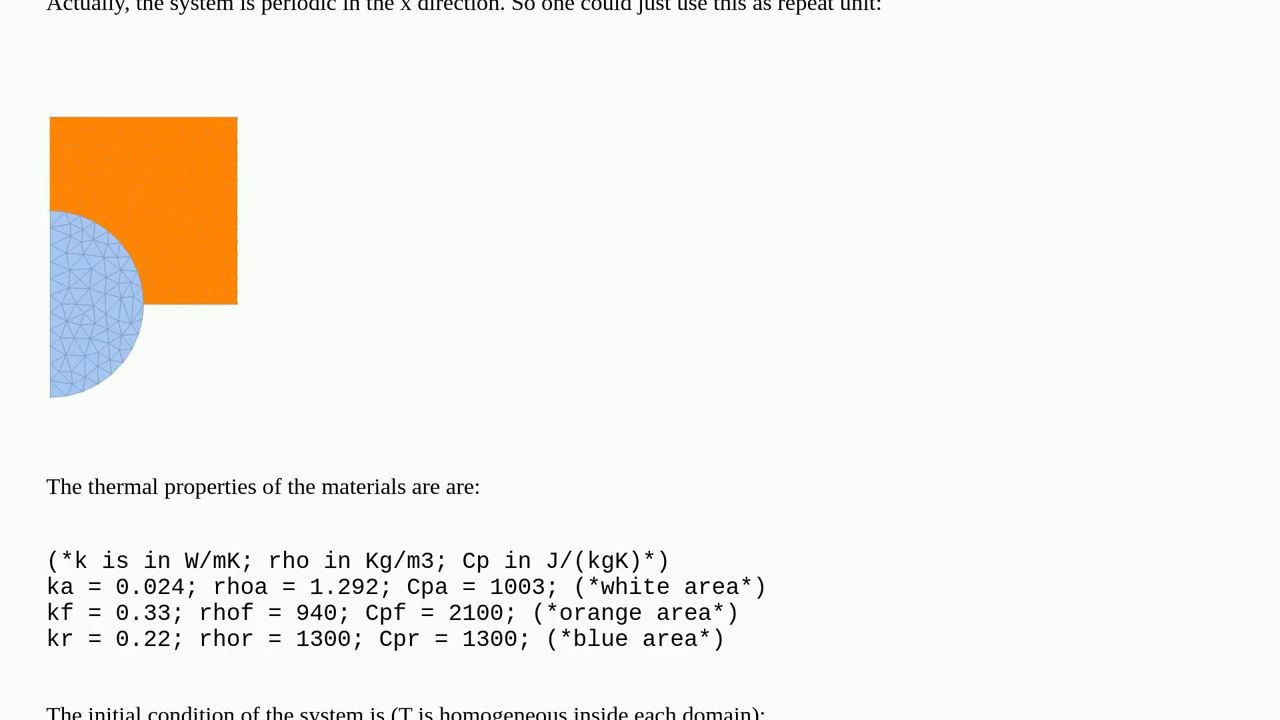 Actually, the system is periodic in the x direction. So one could just use this as repeat unit:
The thermal properties of the materials are are:
(*k is in W/mK; rho in Kg/m3; Cp in J/(kgK)*)
ka = 0.024; rhoa = 1.292; Cpa = 1003; (*white area*)
kf = 0.33; rhof = 940; Cpf = 2100; (*orange area*)
kr = 0.22; rhor = 1300; Cpr = 1300; (*blue area*)
The initial condition of the system is (T is homogeneous inside each domain):